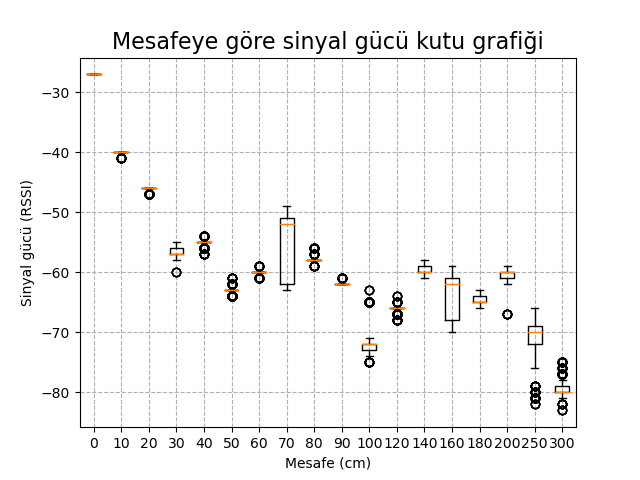 Mesafeye göre sinyal gücü kutu grafiği
Sinyal gücü (RSSI)
−30
−40
−50
−60
−70
−80
0 10 20 30 40 50 60 70 80 90 100 120 140 160 180 200 250 300
Mesafe (cm)